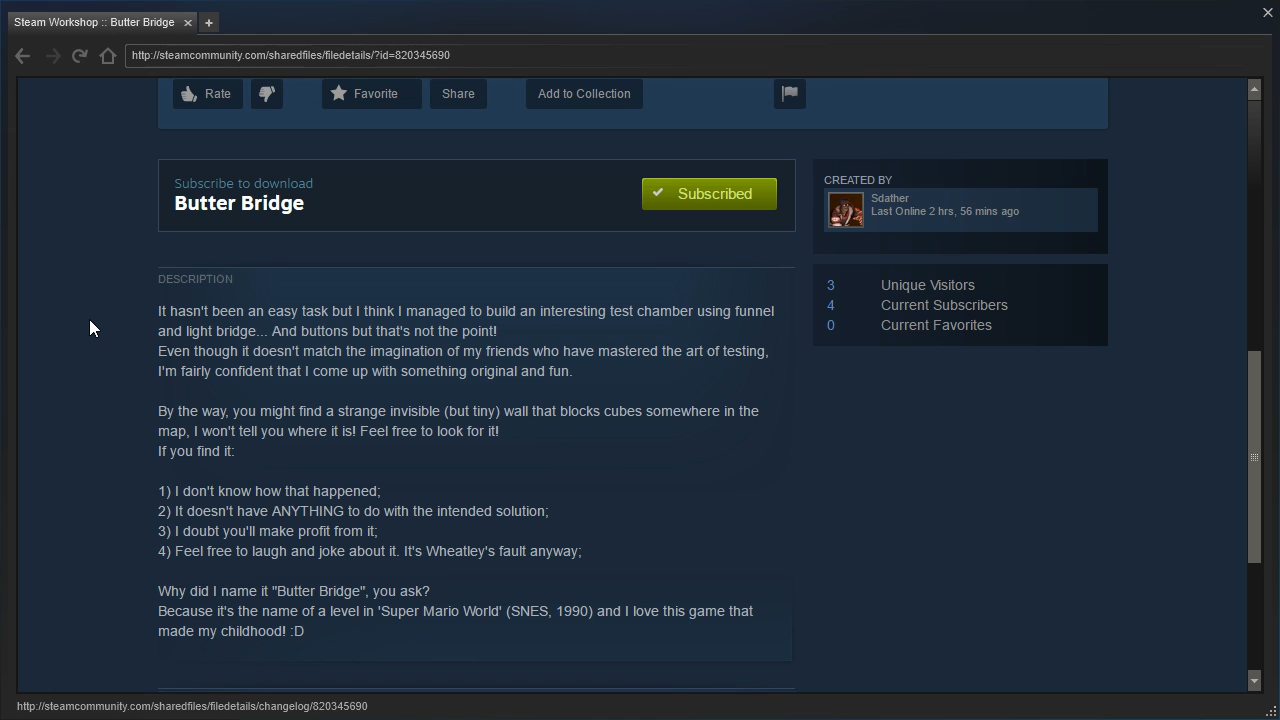 Steam Workshop :: Butter Bridge
http://steamcommunity.com/sharedfiles/filedetails/?id=820345690
Rate
Favorite
Share
Add to Collection
Subscribe to download
Butter Bridge
Subscribed
CREATED BY
Sdather
Last Online 2 hrs, 56 mins ago
3 Unique Visitors
4 Current Subscribers
0 Current Favorites
DESCRIPTION
It hasn't been an easy task but I think I managed to build an interesting test chamber using funnel
and light bridge... And buttons but that's not the point!
Even though it doesn't match the imagination of my friends who have mastered the art of testing,
I'm fairly confident that I come up with something original and fun.
By the way, you might find a strange invisible (but tiny) wall that blocks cubes somewhere in the
map, I won't tell you where it is! Feel free to look for it!
If you find it:
1) I don't know how that happened;
2) It doesn't have ANYTHING to do with the intended solution;
3) I doubt you'll make profit from it;
4) Feel free to laugh and joke about it. It's Wheatley's fault anyway;
Why did I name it "Butter Bridge", you ask?
Because it's the name of a level in 'Super Mario World' (SNES, 1990) and I love this game that
made my childhood! :D
http://steamcommunity.com/sharedfiles/filedetails/changelog/820345690